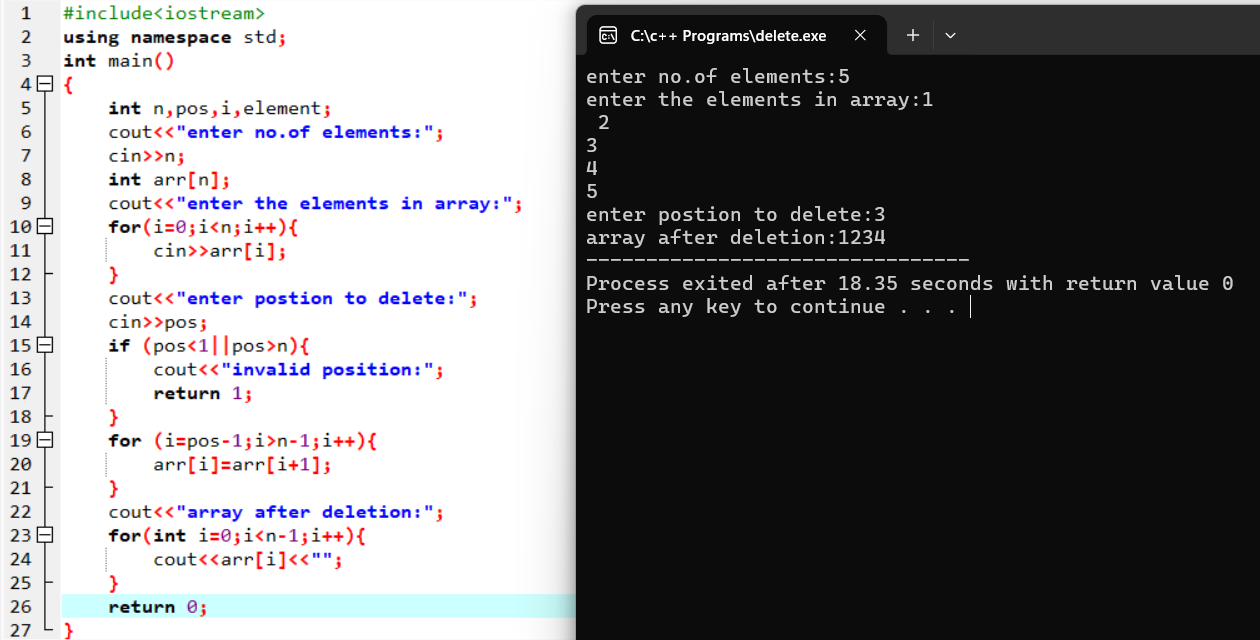 1 #include<iostream>
2 using namespace std;
3 int main()
4 {
5 int n,pos,i,element;
6 cout<<"enter no.of elements:";
7 cin>>n;
8 int arr[n];
9 cout<<"enter the elements in array:";
10 for(i=0;i<n;i++){
11 cin>>arr[i];
12 }
13 cout<<"enter postion to delete:";
14 cin>>pos;
15 if (pos<1||pos>n){
16 cout<<"invalid position:";
17 return 1;
18 }
19 for (i=pos-1;i>n-1;i++){
20 arr[i]=arr[i+1];
21 }
22 cout<<"array after deletion:";
23 for(int i=0;i<n-1;i++){
24 cout<<arr[i]<<"";
25 }
26 return 0;
27 }
C:\c++ Programs\delete.exe
enter no.of elements:5
enter the elements in array:1
2
3
4
5
enter postion to delete:3
array after deletion:1234
--------------------------------
Process exited after 18.35 seconds with return value 0
Press any key to continue . . .